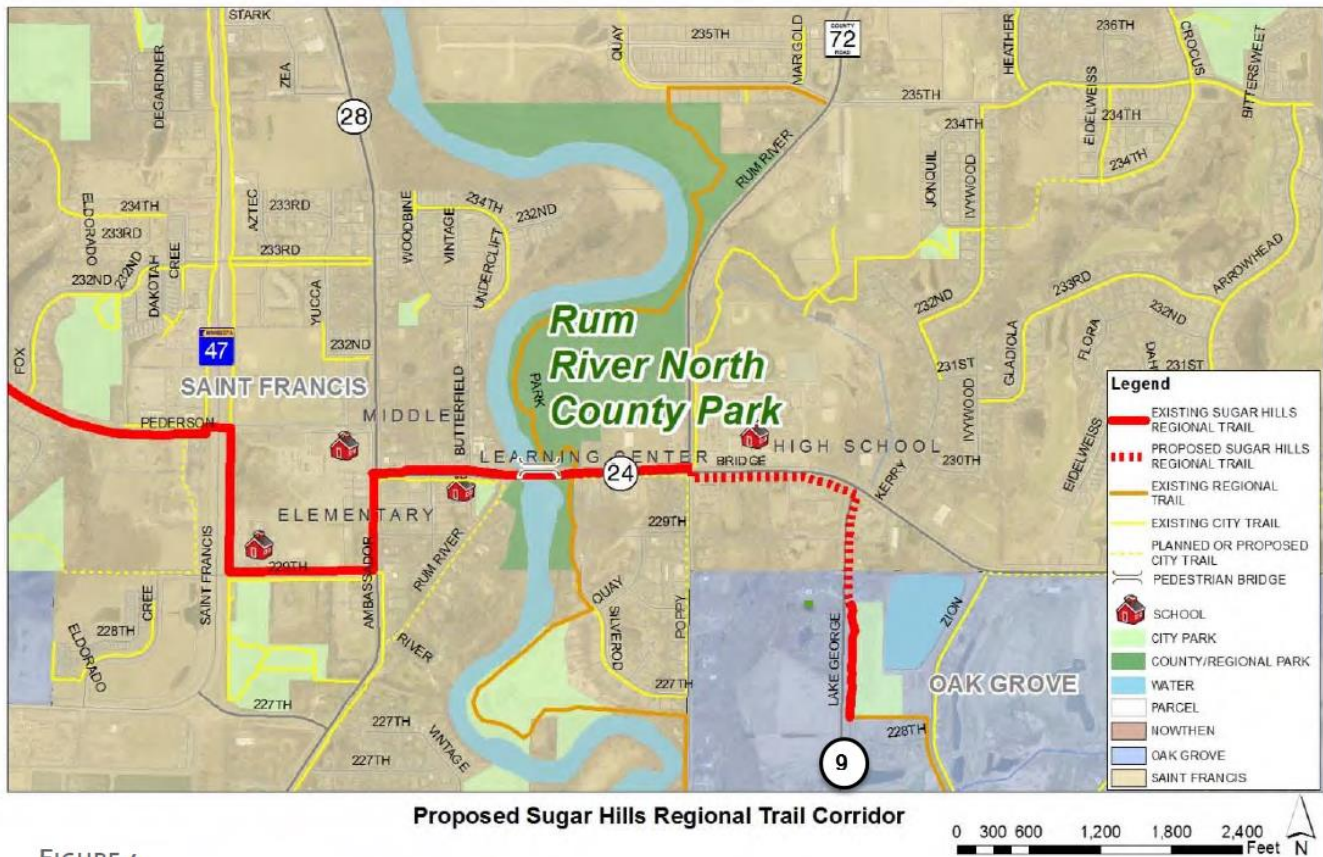 STARK
QUAY
235TH
MARIGOLD
COUNTY
72
ROAD
HEATHER
236TH
CROCUS
BITTERSWEET
DEGARDNER
ZEA
28
235TH
234TH
EIDELWEISS
234TH
234TH
RUM RIVER
ELDORADO
234TH
233RD
CREE
AZTEC
233RD
233RD
WOODBINE
VINTAGE
234TH
232ND
UNDERCLIFT
JONQUIL
IVYWOOD
232ND
232ND
DAKOTAH
YUCCA
232ND
233RD
ARROWHEAD
232ND
232ND
FLORA
GLADIOLA
231ST
231ST
FOX
47
SAINT FRANCIS
Rum
River North
County Park
PARK
PEDERSON
MIDDLE
BUTTERFIELD
LEARNING CENTER
24
BRIDGE
HIGH SCHOOL
IVYWOOD
230TH
EIDELWEISS
KERRY
ELEMENTARY
229TH
AMBASSADOR
RUM RIVER
229TH
SAINT FRANCIS
CREE
228TH
ELDORADO
RIVER
QUAY
SILVEROD
POPPY
227TH
227TH
227TH
227TH
VINTAGE
LAKE GEORGE
ZION
OAK GROVE
228TH
9
Legend
EXISTING SUGAR HILLS
REGIONAL TRAIL
PROPOSED SUGAR HILLS
REGIONAL TRAIL
EXISTING REGIONAL
TRAIL
EXISTING CITY TRAIL
PLANNED OR PROPOSED
CITY TRAIL
PEDESTRIAN BRIDGE
SCHOOL
CITY PARK
COUNTY/REGIONAL PARK
WATER
PARCEL
NOWTHEN
OAK GROVE
SAINT FRANCIS
Proposed Sugar Hills Regional Trail Corridor
0 300 600 1,200 1,800 2,400
Feet N